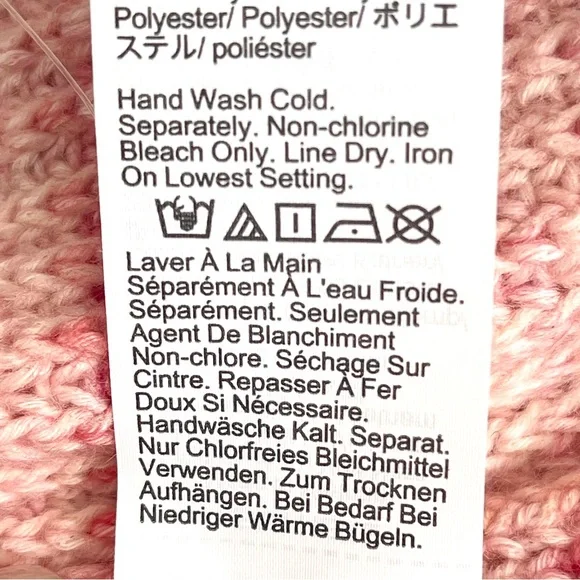 Polyester/ Polyester/ ポリエ
ステル/ poliéster
Hand Wash Cold.
Separately. Non-chlorine
Bleach Only. Line Dry. Iron
On Lowest Setting.
Laver À La Main
Séparément À L'eau Froide.
Séparément. Seulement
Agent De Blanchiment
Non-chlore. Séchage Sur
Cintre. Repasser À Fer
Doux Si Nécessaire.
Handwäsche Kalt. Separat.
Nur Chlorfreies Bleichmittel
Verwenden. Zum Trocknen
Aufhängen. Bei Bedarf Bei
Niedriger Wärme Bügeln.